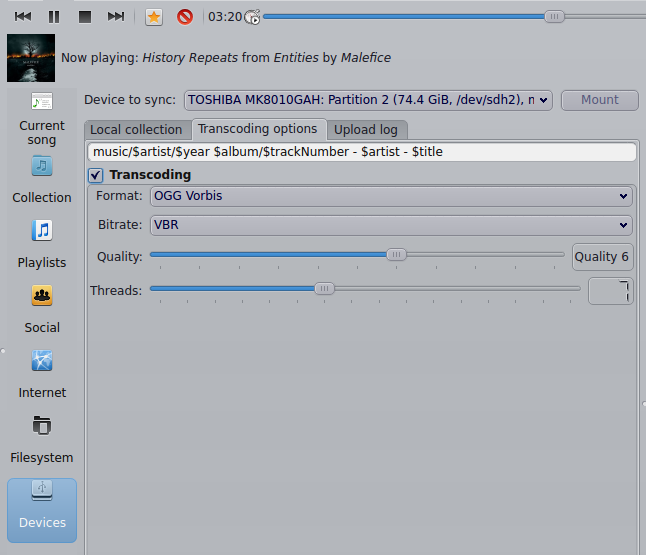 03:20
Now playing: History Repeats from Entities by Malefice
Device to sync: TOSHIBA MK8010GAH: Partition 2 (74.4 GiB, /dev/sdh2), n Mount
Local collection Transcoding options Upload log
music/$artist/$year $album/$trackNumber - $artist - $title
Transcoding
Format: OGG Vorbis
Bitrate: VBR
Quality: Quality 6
Threads:
Current song
Collection
Playlists
Social
Internet
Filesystem
Devices